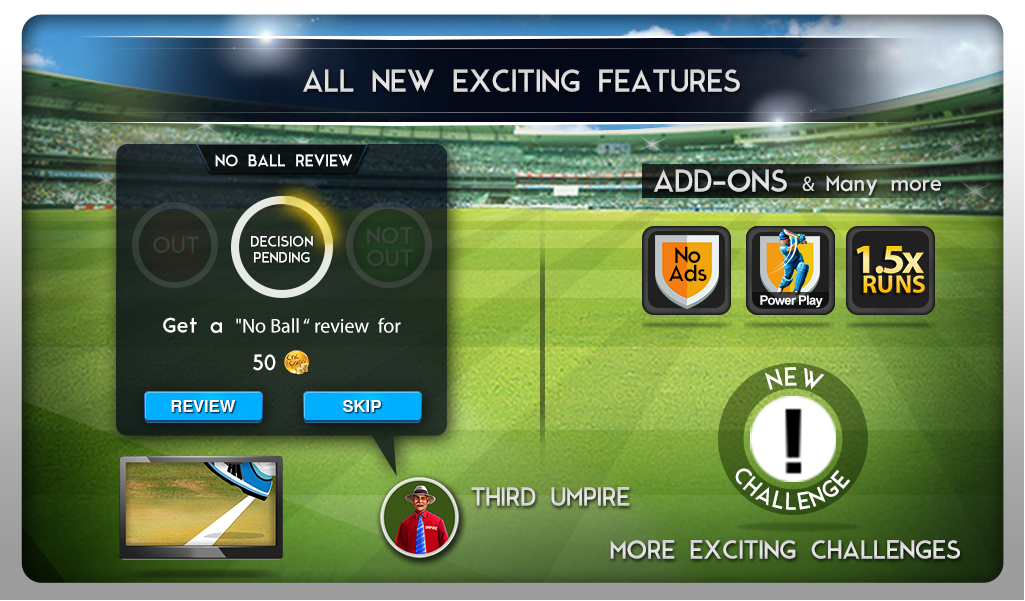 ALL NEW EXCITING FEATURES
NO BALL REVIEW
OUT
DECISION
PENDING
NOT
OUT
Get a "No Ball“ review for
50
REVIEW
SKIP
THIRD UMPIRE
UMPIRE
ADD-ONS & Many more
No
Ads
Power Play
1.5x
RUNS
NEW
!
CHALLENGE
MORE EXCITING CHALLENGES